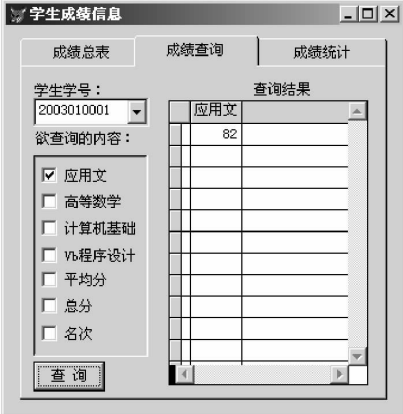 学生成绩信息
成绩总表 成绩查询 成绩统计
学生学号：
2003010001
欲查询的内容：
应用文
高等数学
计算机基础
Vb程序设计
平均分
总分
名次
查 询
查询结果
应用文
82